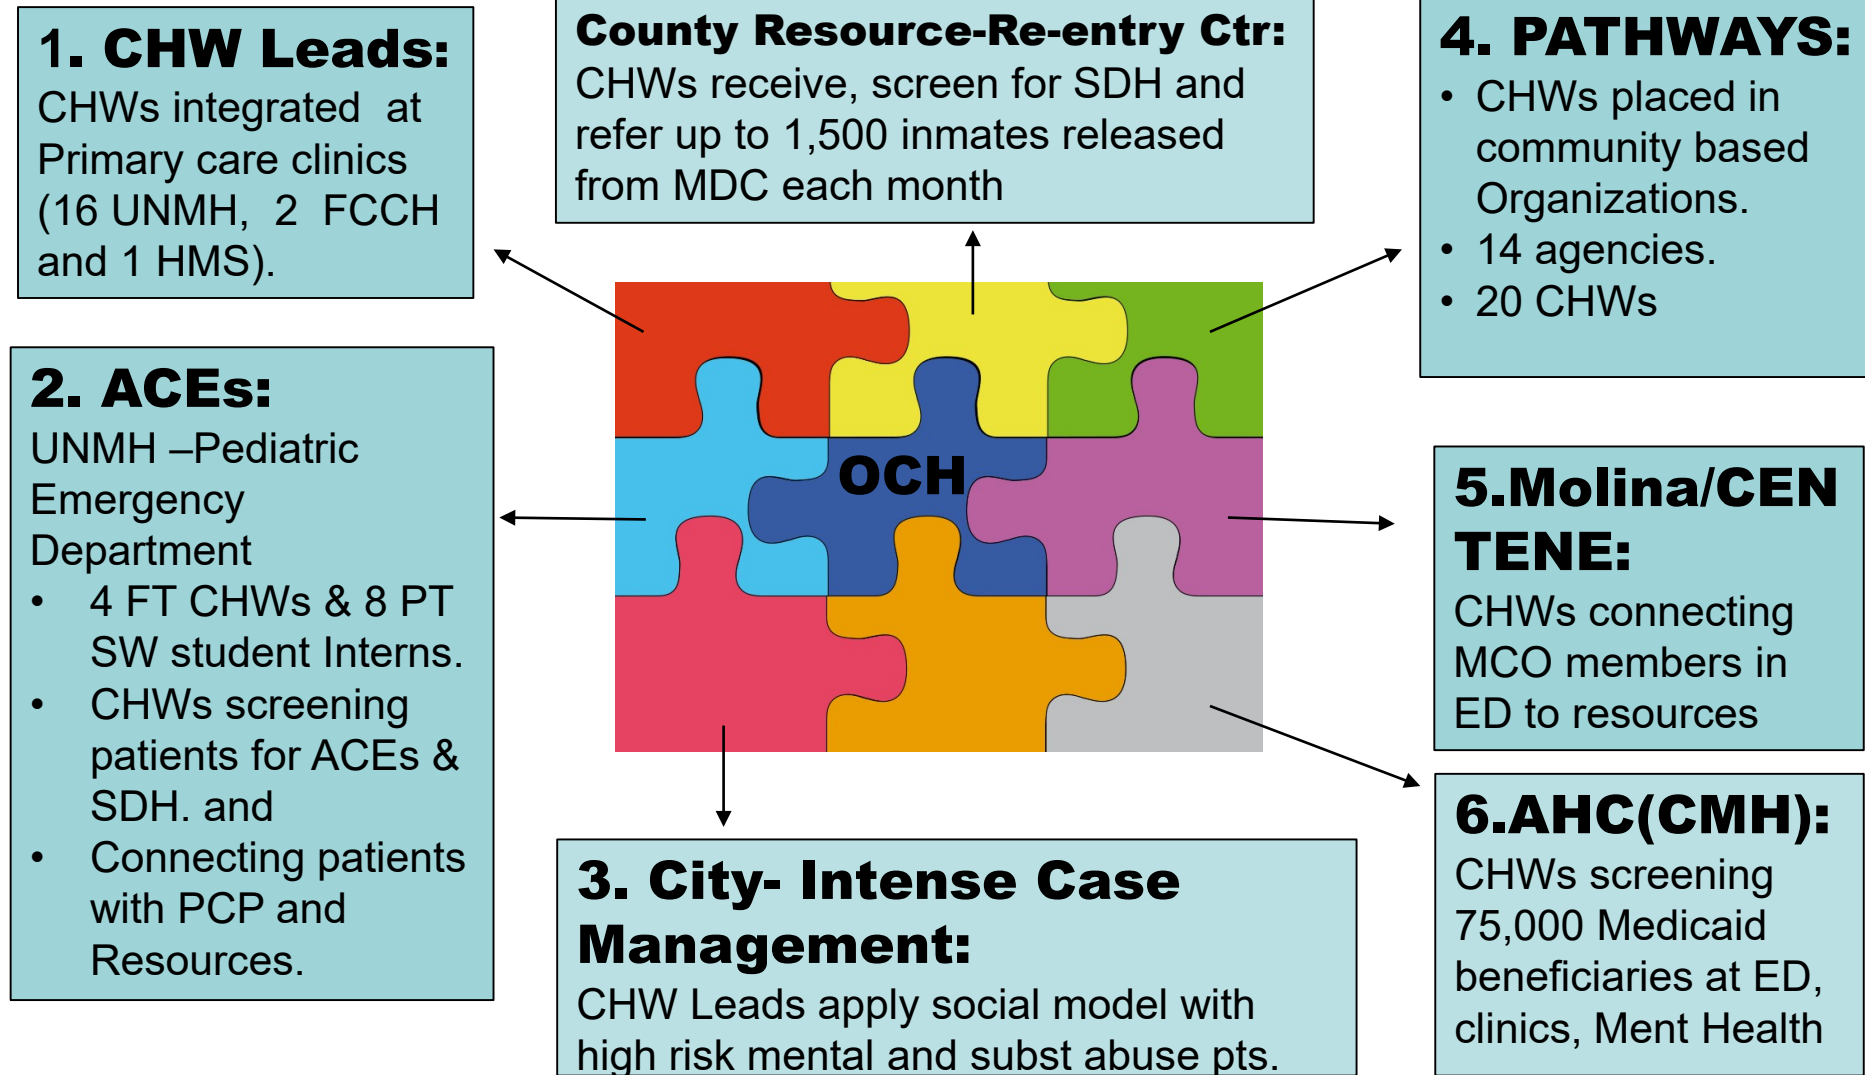 1. CHW Leads:
CHWs integrated at
Primary care clinics
(16 UNMH, 2 FCCH
and 1 HMS).
County Resource-Re-entry Ctr:
CHWs receive, screen for SDH and
refer up to 1,500 inmates released
from MDC each month
4. PATHWAYS:
• CHWs placed in
community based
Organizations.
• 14 agencies.
• 20 CHWs
2. ACEs:
UNMH –Pediatric
Emergency
Department
• 4 FT CHWs & 8 PT
SW student Interns.
• CHWs screening
patients for ACEs &
SDH. and
• Connecting patients
with PCP and
Resources.
OCH
5.Molina/CEN
TENE:
CHWs connecting
MCO members in
ED to resources
3. City- Intense Case
Management:
CHW Leads apply social model with
high risk mental and subst abuse pts.
6.AHC(CMH):
CHWs screening
75,000 Medicaid
beneficiaries at ED,
clinics, Ment Health